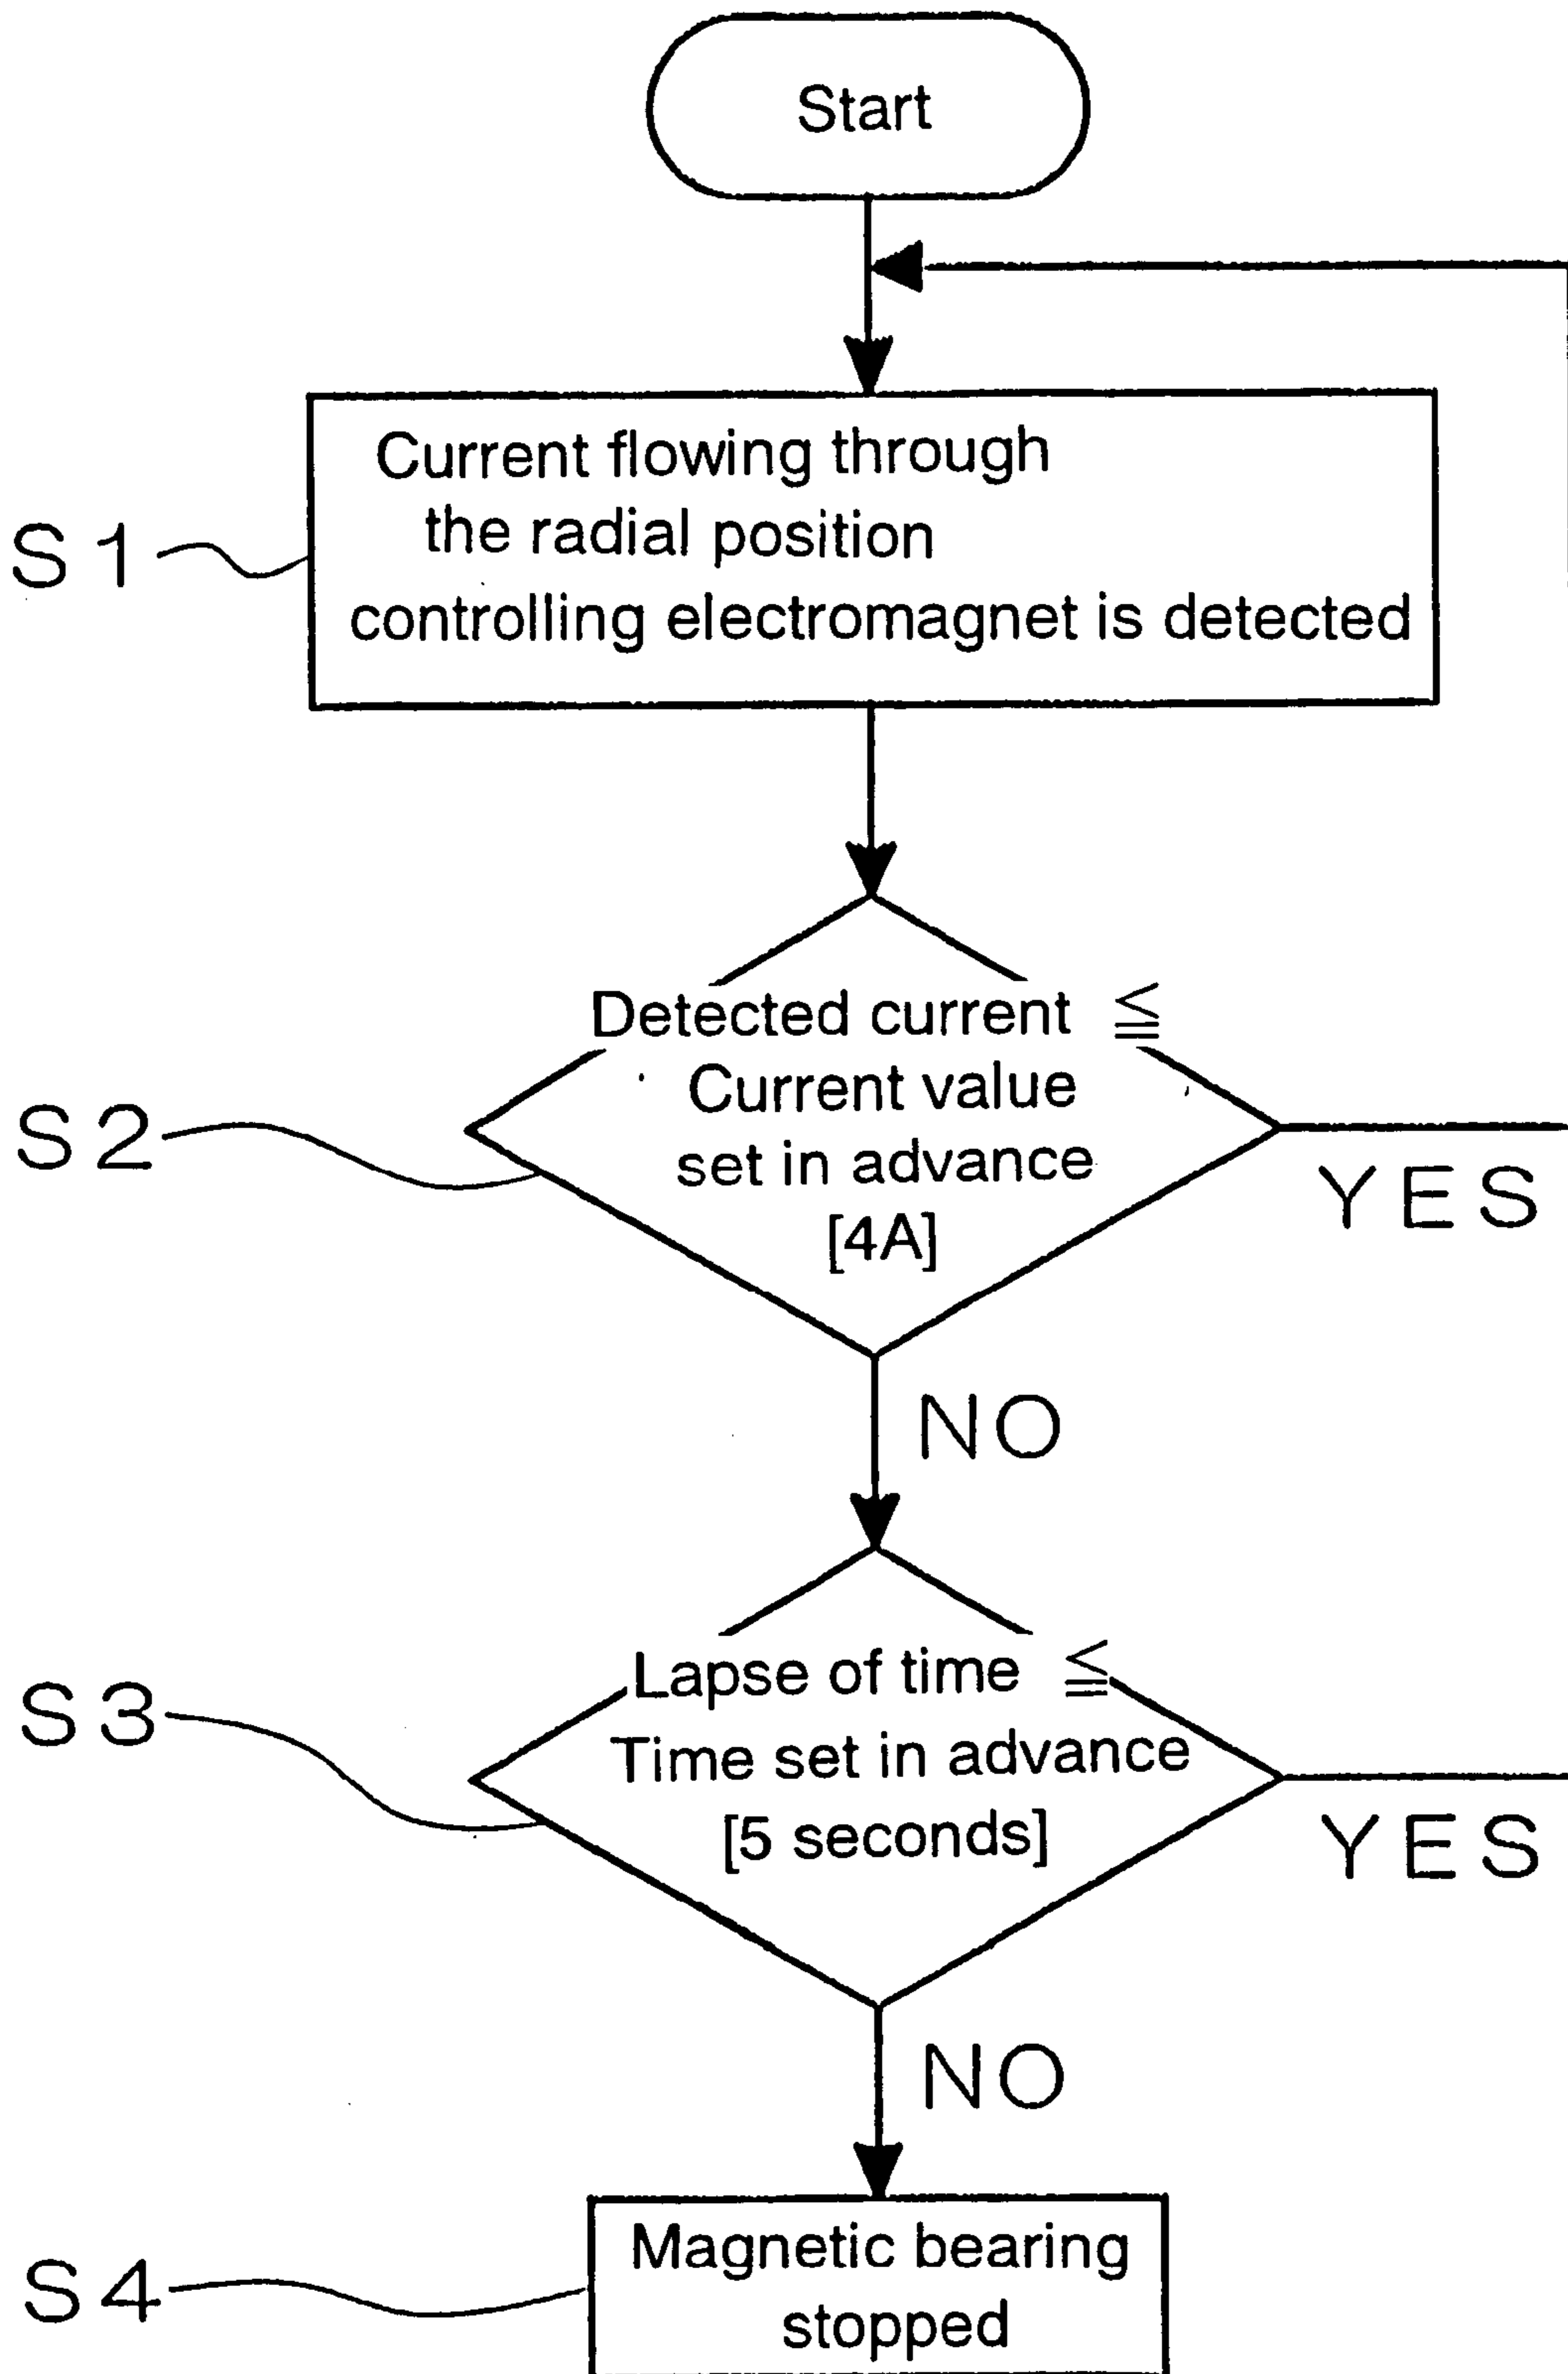 Start
Current flowing through
the radial position
controlling electromagnet is detected
S1
Detected current ≦
Current value
set in advance
[4A]
S2
YES
NO
Lapse of time ≦
Time set in advance
[5 seconds]
S3
YES
NO
Magnetic bearing
stopped
S4